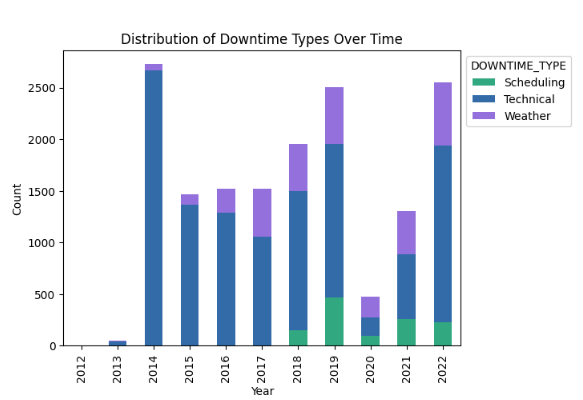 Distribution of Downtime Types Over Time
DOWNTIME_TYPE
Scheduling
Technical
Weather
Count
2500
2000
1500
1000
500
0
2012
2013
2014
2015
2016
2017
2018
2019
2020
2021
2022
Year